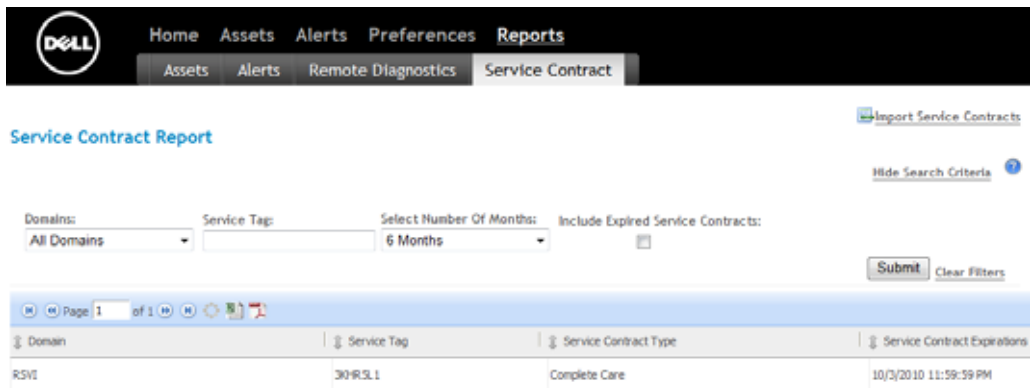 DELL
Home Assets Alerts Preferences Reports
Assets Alerts Remote Diagnostics Service Contract
Import Service Contracts
Service Contract Report
Hide Search Criteria
Domains: Service Tag: Select Number Of Months: Include Expired Service Contracts:
All Domains 6 Months
Submit Clear Filters
Page 1 of 1
Domain Service Tag Service Contract Type Service Contract Expirations
RSVI Complete Care 10/3/2010 11:59:59 PM